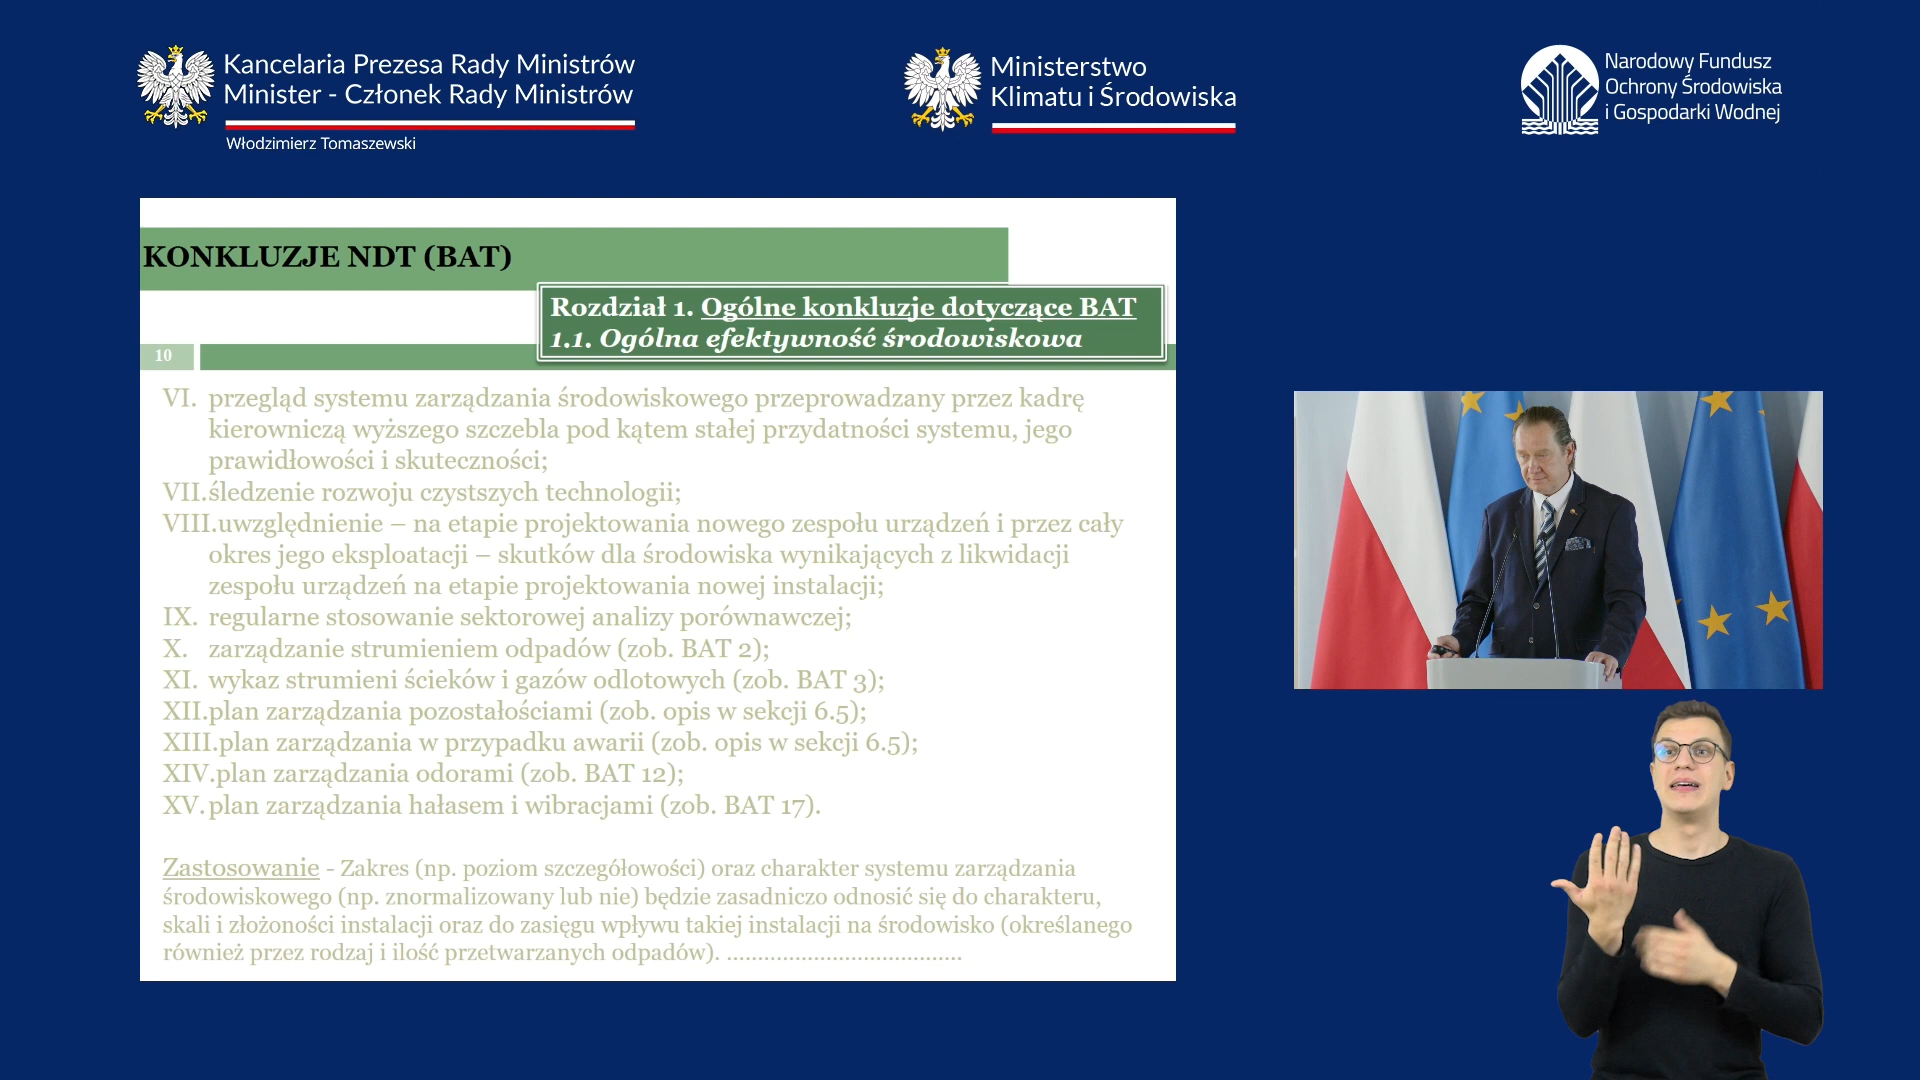 Kancelaria Prezesa Rady Ministrów
Minister - Członek Rady Ministrów
Włodzimierz Tomaszewski
Ministerstwo
Klimatu i Środowiska
Narodowy Fundusz
Ochrony Środowiska
i Gospodarki Wodnej
KONKLUZJE NDT (BAT)
Rozdział 1. Ogólne konkluzje dotyczące BAT
1.1. Ogólna efektywność środowiskowa
10
VI. przegląd systemu zarządzania środowiskowego przeprowadzany przez kadrę
kierowniczą wyższego szczebla pod kątem stałej przydatności systemu, jego
prawidłowości i skuteczności;
VII.śledzenie rozwoju czystszych technologii;
VIII.uwzględnienie – na etapie projektowania nowego zespołu urządzeń i przez cały
okres jego eksploatacji – skutków dla środowiska wynikających z likwidacji
zespołu urządzeń na etapie projektowania nowej instalacji;
IX. regularne stosowanie sektorowej analizy porównawczej;
X. zarządzanie strumieniem odpadów (zob. BAT 2);
XI. wykaz strumieni ścieków i gazów odlotowych (zob. BAT 3);
XII.plan zarządzania pozostałościami (zob. opis w sekcji 6.5);
XIII.plan zarządzania w przypadku awarii (zob. opis w sekcji 6.5);
XIV.plan zarządzania odorami (zob. BAT 12);
XV.plan zarządzania hałasem i wibracjami (zob. BAT 17).
Zastosowanie - Zakres (np. poziom szczegółowości) oraz charakter systemu zarządzania
środowiskowego (np. znormalizowany lub nie) będzie zasadniczo odnosić się do charakteru,
skali i złożoności instalacji oraz do zasięgu wpływu takiej instalacji na środowisko (określanego
również przez rodzaj i ilość przetwarzanych odpadów). ......................................